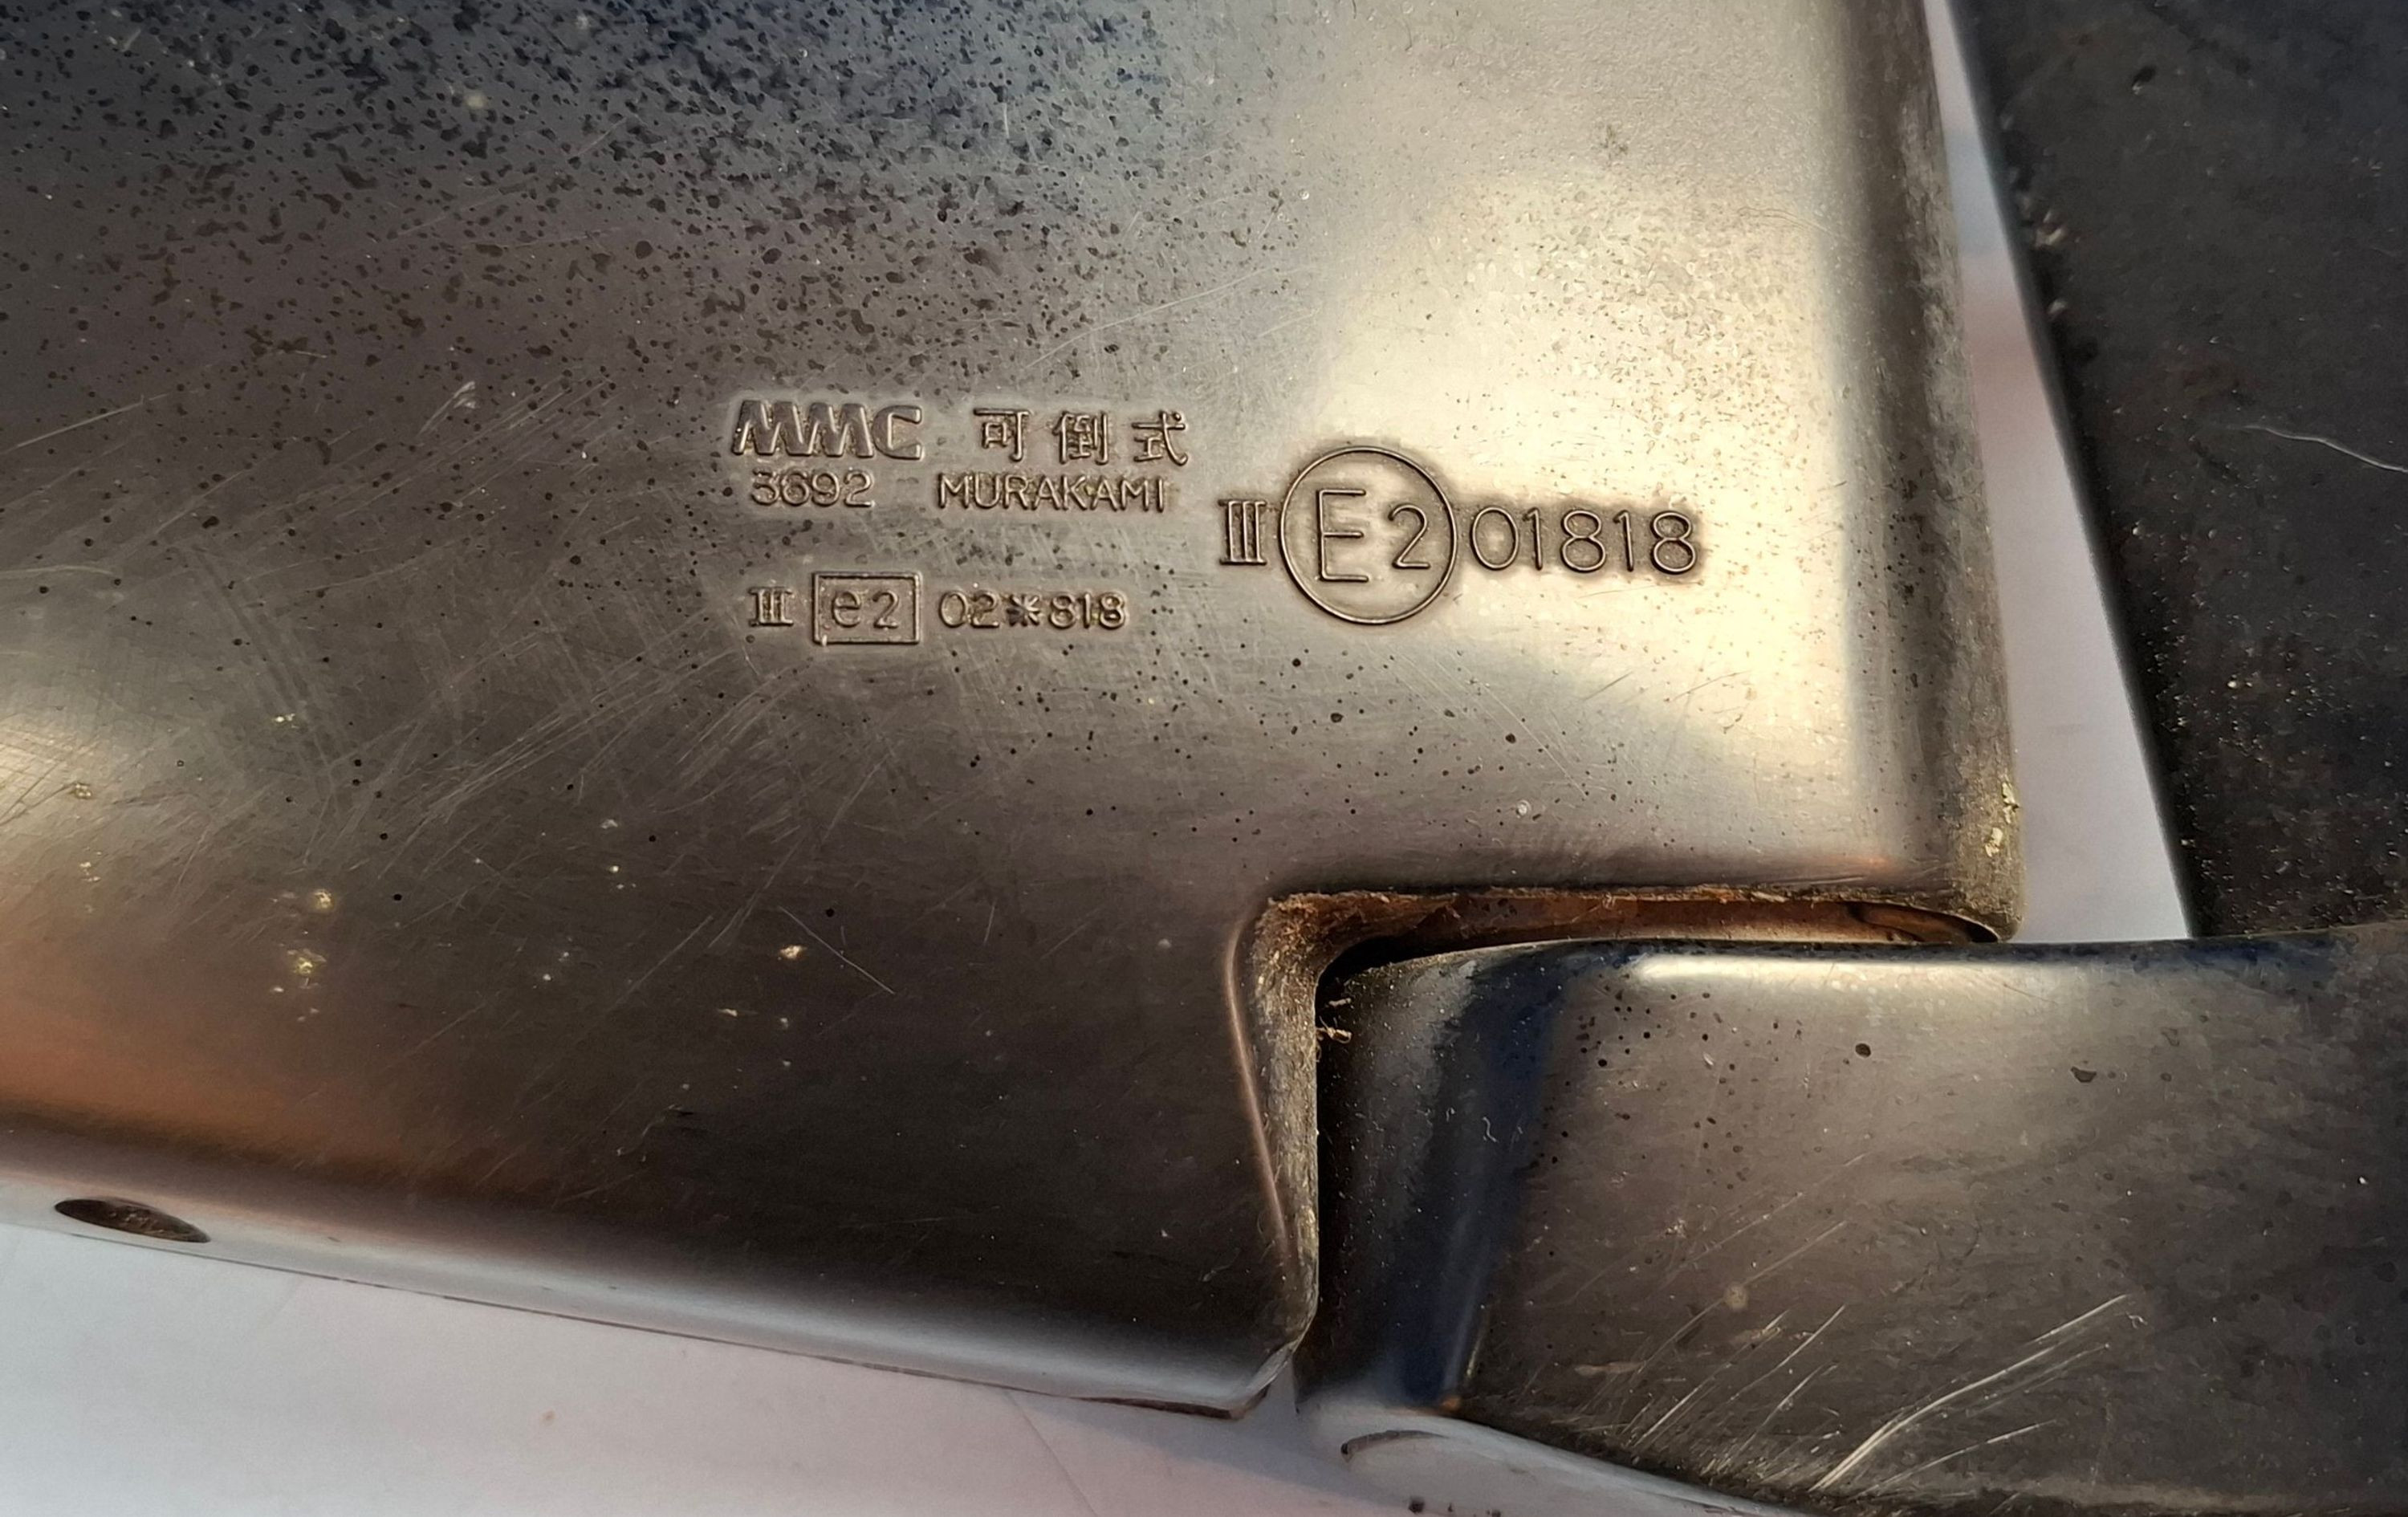 MMC 可倒式
3692 MURAKAMI
III E2 01818
III e2 02*818